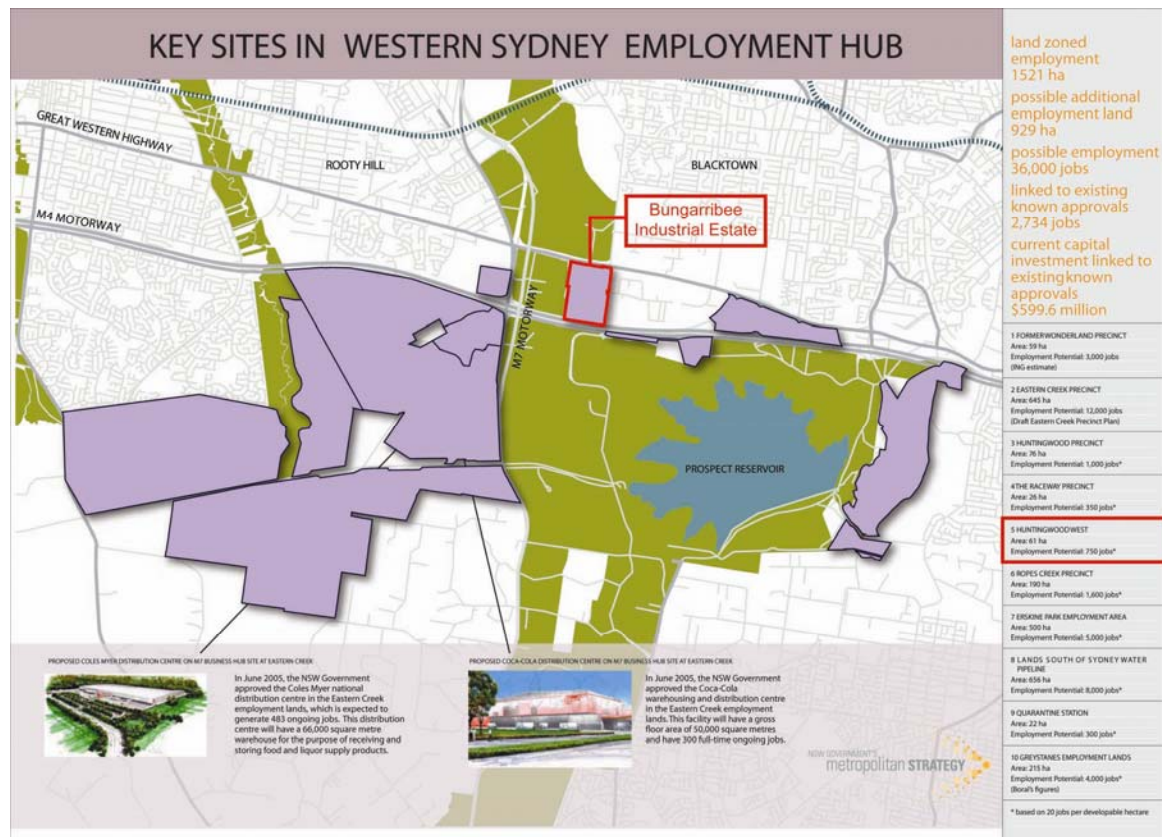 KEY SITES IN WESTERN SYDNEY EMPLOYMENT HUB
GREAT WESTERN HIGHWAY
ROOTY HILL
BLACKTOWN
Bungarribee
Industrial Estate
M4 MOTORWAY
M7 MOTORWAY
PROSPECT RESERVOIR
PROPOSED COLES MYER DISTRIBUTION CENTRE ON M7 BUSINESS HUB SITE AT EASTERN CREEK
In June 2005, the NSW Government
approved the Coles Myer national
distribution centre in the Eastern Creek
employment lands, which is expected to
generate 483 ongoing jobs. This distribution
centre will have a 66,000 square metre
warehouse for the purpose of receiving and
storing food and liquor supply products.
PROPOSED COCA-COLA DISTRIBUTION CENTRE ON M7 BUSINESS HUB SITE AT EASTERN CREEK
In June 2005, the NSW Government
approved the Coca-Cola
warehousing and distribution centre
in the Eastern Creek employment
lands. This facility will have a gross
floor area of 50,000 square metres
and have 300 full-time ongoing jobs.
NSW GOVERNMENT'S
metropolitan STRATEGY
land zoned
employment
1521 ha
possible additional
employment land
929 ha
possible employment
36,000 jobs
linked to existing
known approvals
2,734 jobs
current capital
investment linked to
existingknown
approvals
$599.6 million
1 FORMERWONDERLAND PRECINCT
Area: 59 ha
Employment Potential: 3,000 jobs
(ING estimate)
2 EASTERN CREEK PRECINCT
Area: 645 ha
Employment Potential: 12,000 jobs
(Draft Eastern Creek Precinct Plan)
3 HUNTINGWOOD PRECINCT
Area: 76 ha
Employment Potential: 1,000 jobs*
4 THE RACEWAY PRECINCT
Area: 26 ha
Employment Potential: 350 jobs*
5 HUNTINGWOODWEST
Area: 61 ha
Employment Potential: 750 jobs*
6 ROPES CREEK PRECINCT
Area: 190 ha
Employment Potential: 1,600 jobs*
7 ERSKINE PARK EMPLOYMENT AREA
Area: 500 ha
Employment Potential: 5,000 jobs*
8 LANDS SOUTH OF SYDNEY WATER
PIPELINE
Area: 656 ha
Employment Potential: 8,000 jobs*
9 QUARANTINE STATION
Area: 22 ha
Employment Potential: 300 jobs*
10 GREYSTANES EMPLOYMENT LANDS
Area: 215 ha
Employment Potential: 4,000 jobs*
(Boral's figures)
* based on 20 jobs per developable hectare